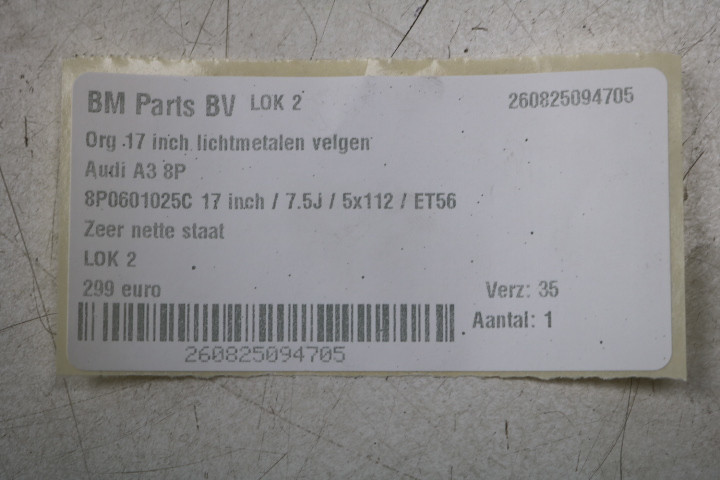 BM Parts BV LOK 2 260825094705
Org 17 inch lichtmetalen velgen
Audi A3 8P
8P0601025C 17 inch / 7.5J / 5x112 / ET56
Zeer nette staat
LOK 2
299 euro Verz: 35
Aantal: 1
260825094705